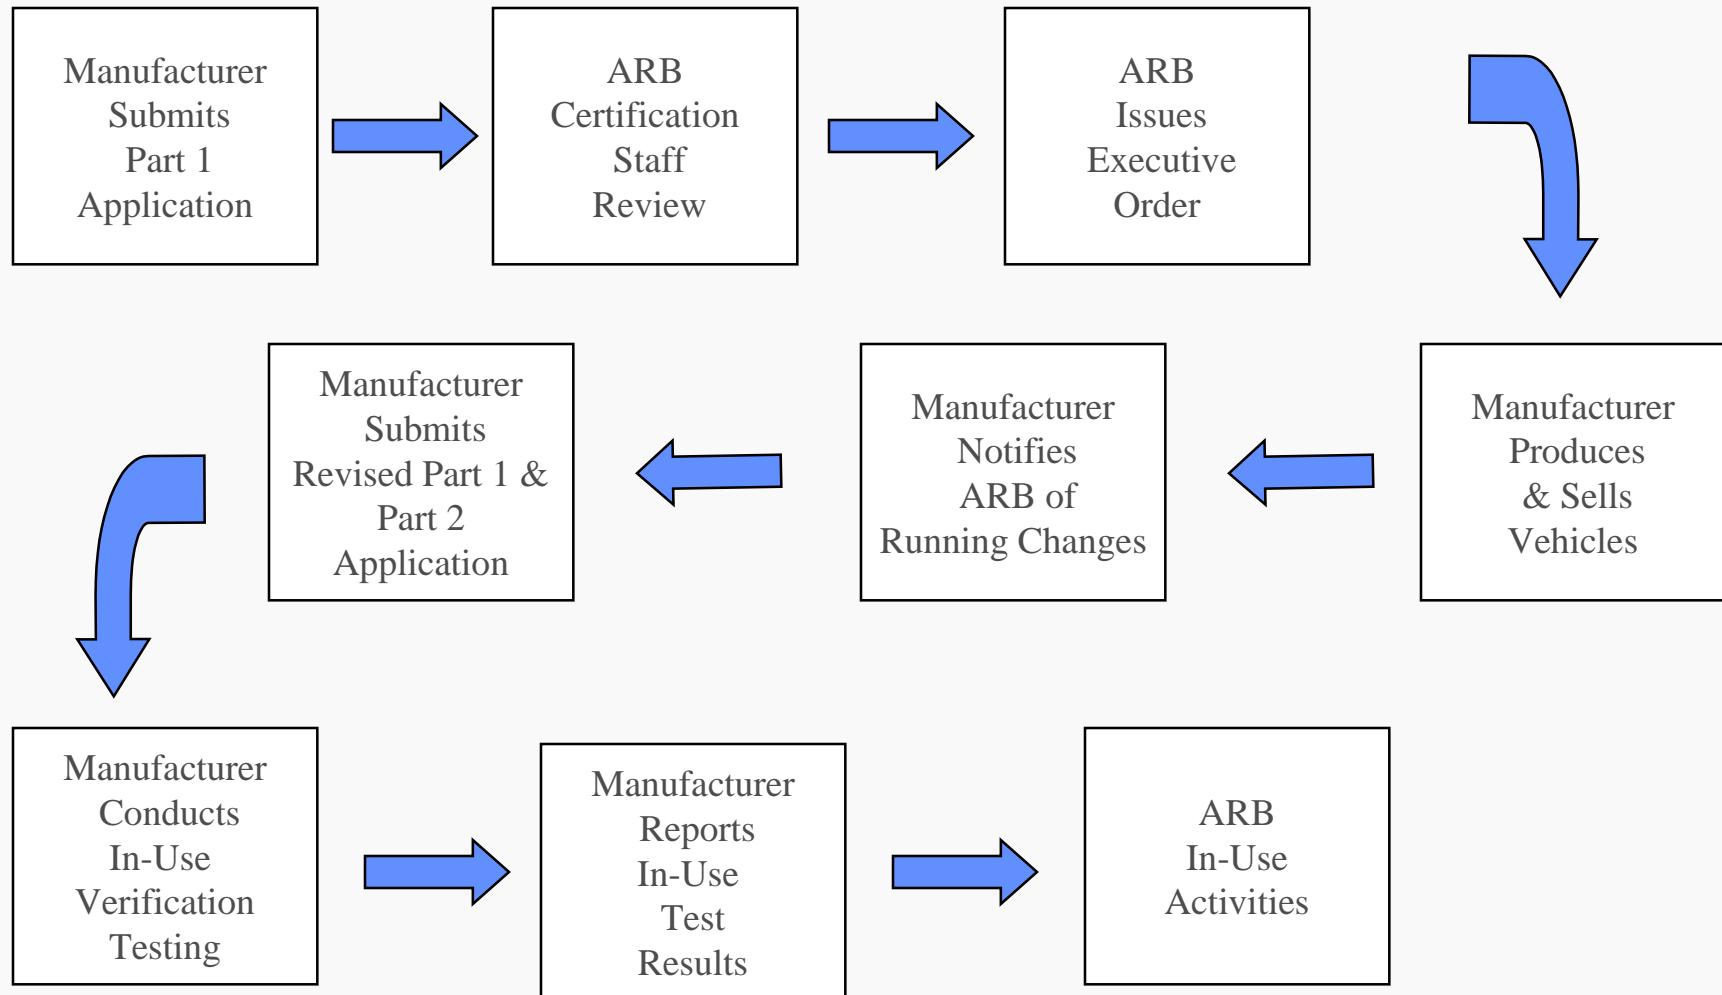 Manufacturer
Submits
Part 1
Application
ARB
Certification
Staff
Review
ARB
Issues
Executive
Order
Manufacturer
Produces
& Sells
Vehicles
Manufacturer
Notifies
ARB of
Running Changes
Manufacturer
Submits
Revised Part 1 &
Part 2
Application
Manufacturer
Conducts
In-Use
Verification
Testing
Manufacturer
Reports
In-Use
Test
Results
ARB
In-Use
Activities